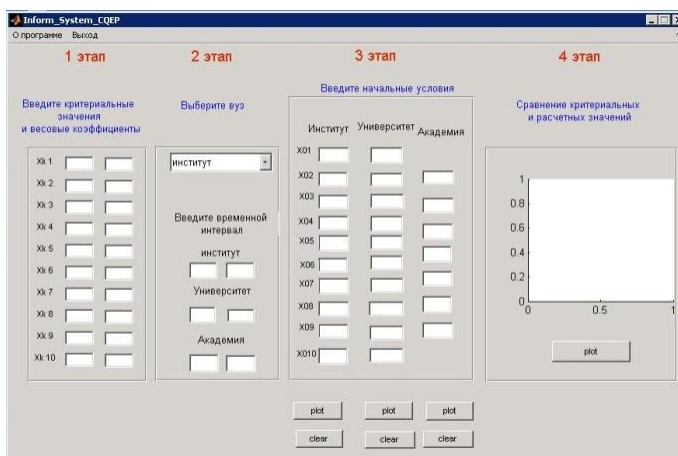 Inform_System_CQEP
О программе Выход
1 этап
Введите критериальные
значения
и весовые коэффициенты
Xk 1
Xk 2
Xk 3
Xk 4
Xk 5
Xk 6
Xk 7
Xk 8
Xk 9
Xk 10
2 этап
Выберите вуз
институт
Введите временной
интервал
институт
Университет
Академия
3 этап
Введите начальные условия
Институт Университет Академия
X01
X02
X03
X04
X05
X06
X07
X08
X09
X010
plot plot plot
clear clear clear
4 этап
Сравнение критериальных
и расчетных значений
1
0.8
0.6
0.4
0.2
0
0 0.5 1
plot